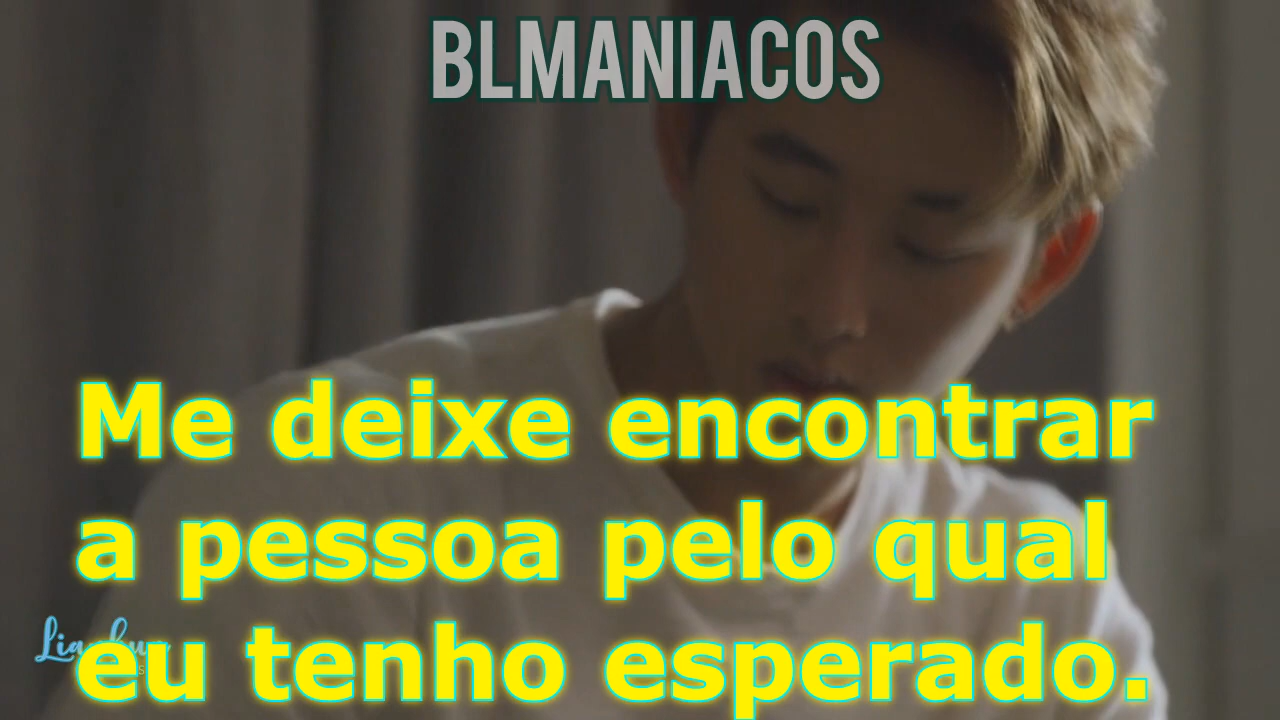 BLMANIACOS
Me deixe encontrar
a pessoa pelo qual
eu tenho esperado.